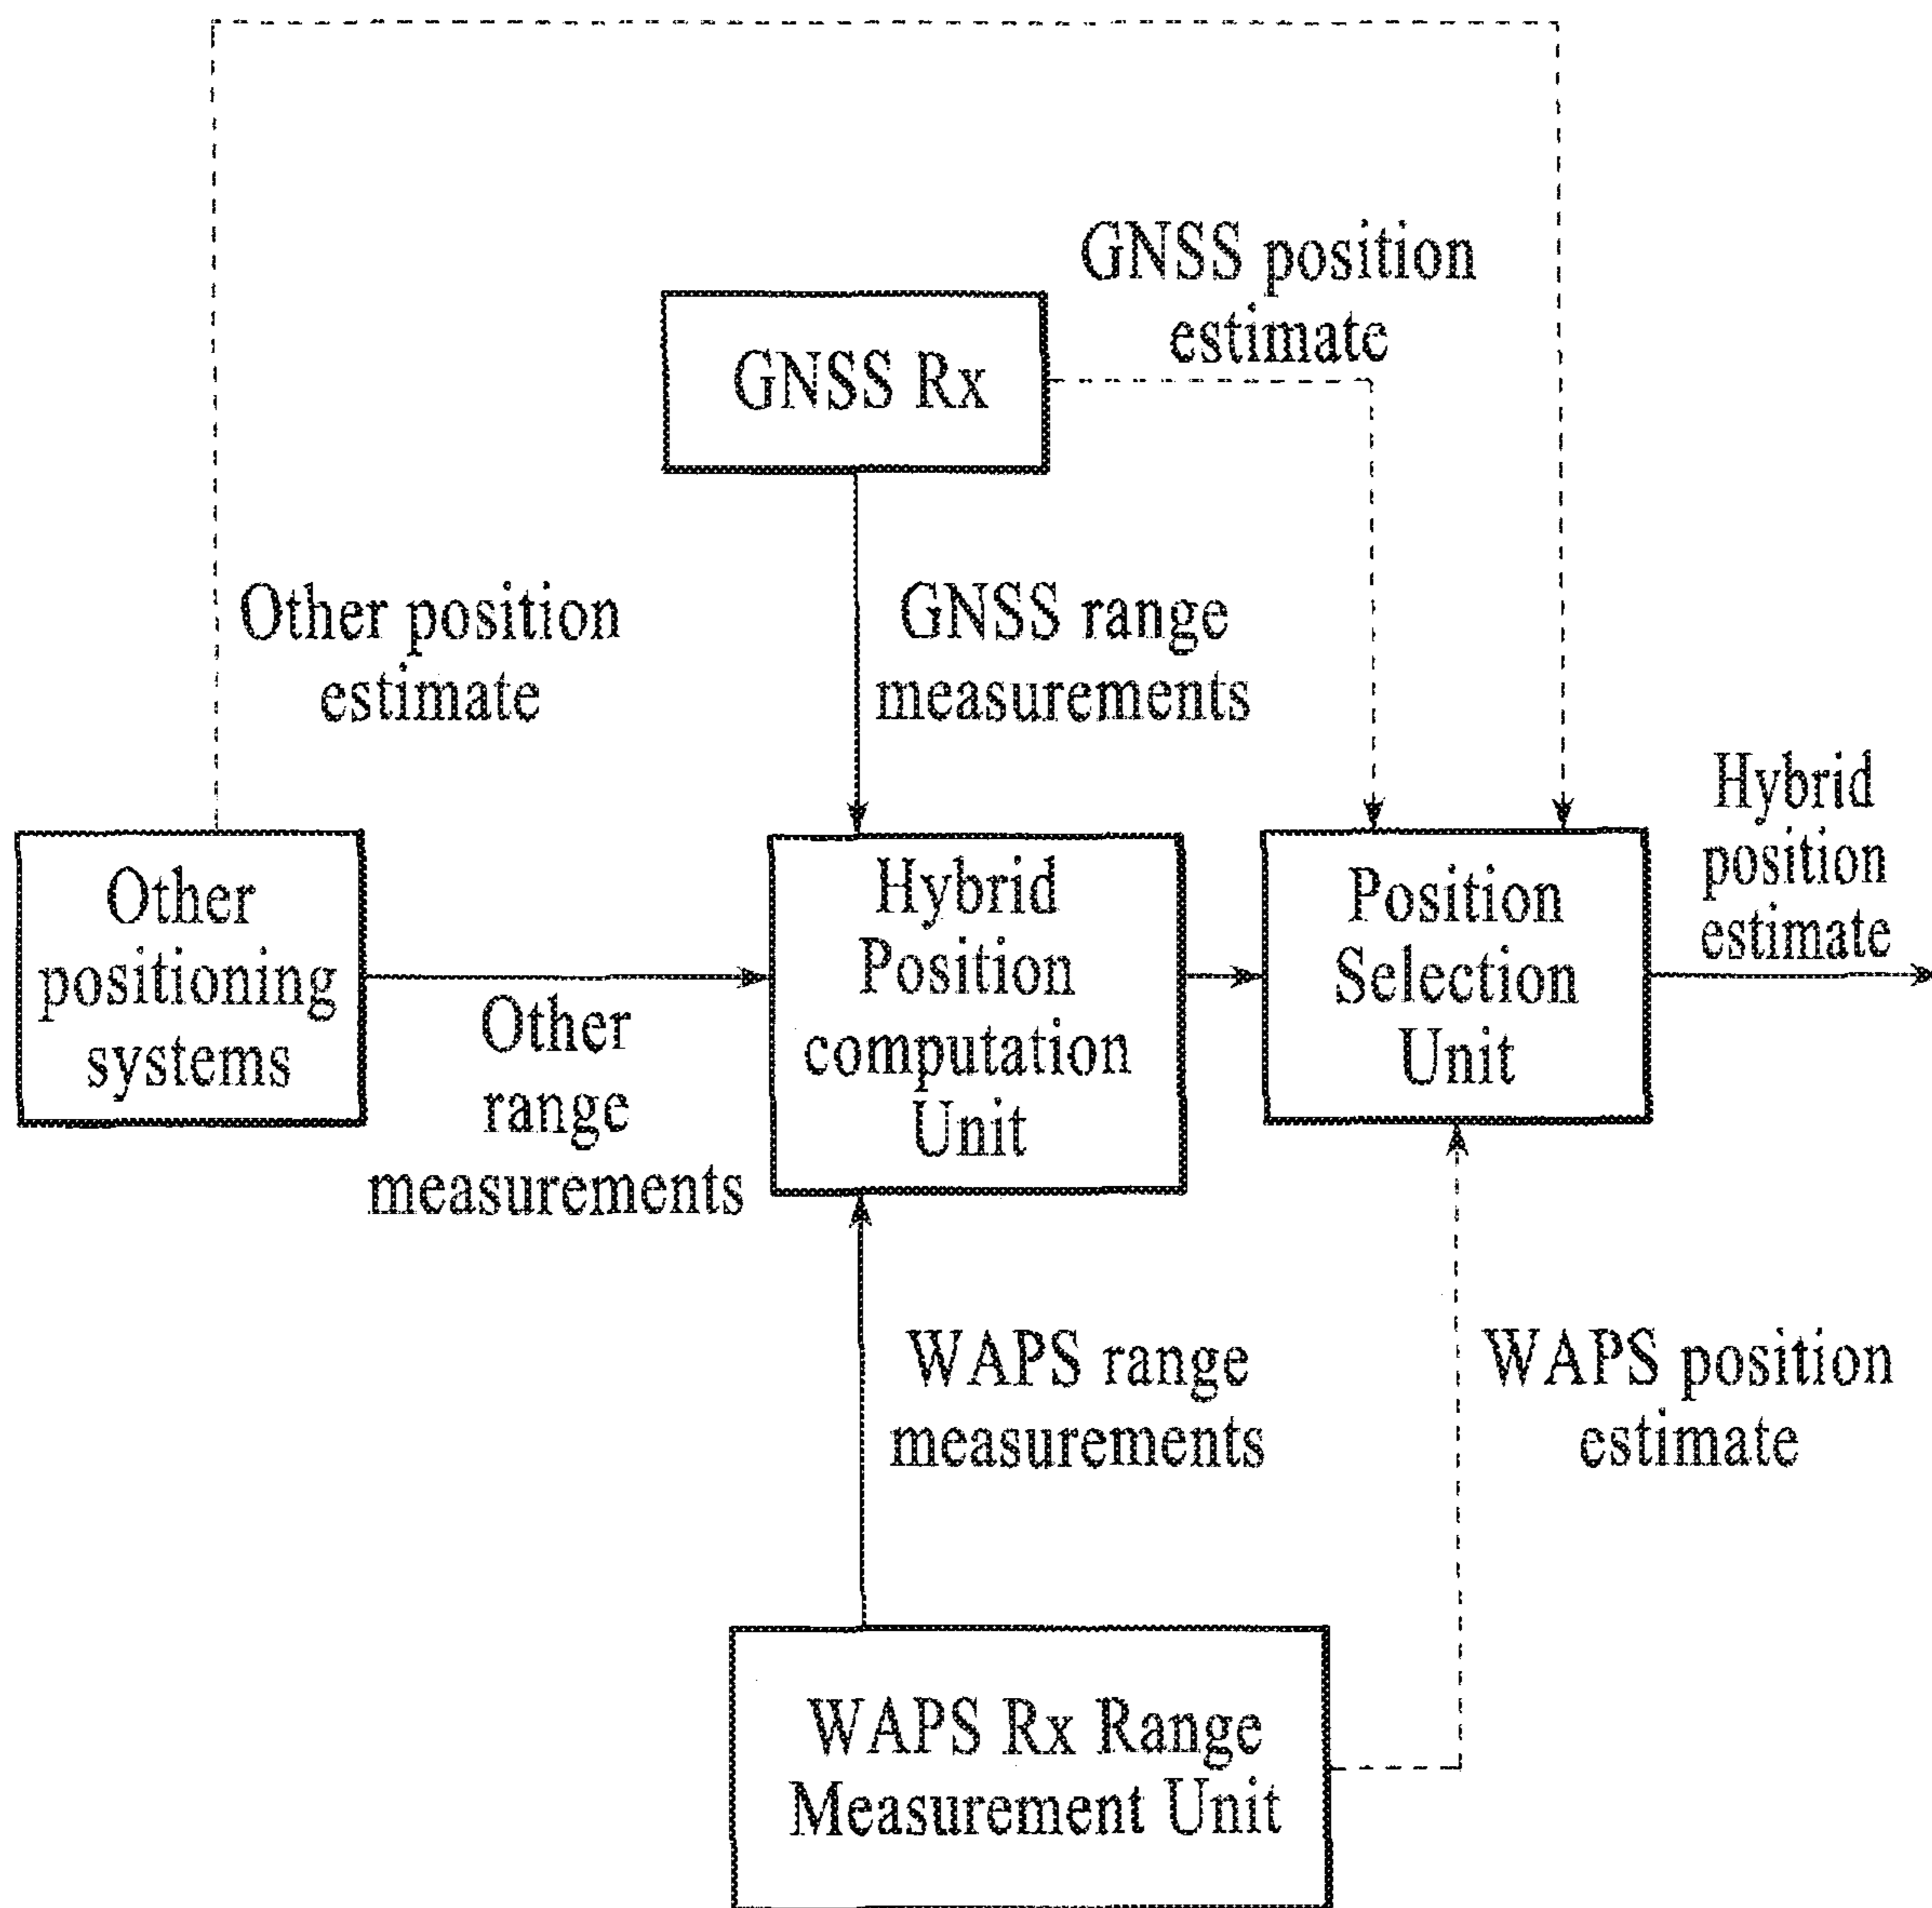 GNSS position
estimate
GNSS Rx
Other position
estimate
GNSS range
measurements
Hybrid
position
estimate
Other
positioning
systems
Other
range
measurements
Hybrid
Position
computation
Unit
Position
Selection
Unit
WAPS range
measurements
WAPS position
estimate
WAPS Rx Range
Measurement Unit